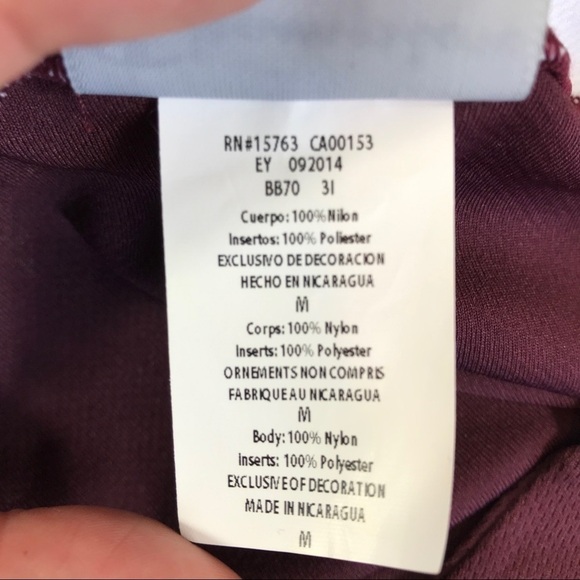 RN#15763 CA00153
EY 092014
BB70 3I
Cuerpo: 100% Nilon
Insertos: 100% Poliester
EXCLUSIVO DE DECORACION
HECHO EN NICARAGUA
M
Corps: 100% Nylon
Inserts: 100% Polyester
ORNEMENTS NON COMPRIS
FABRIQUE AU NICARAGUA
M
Body: 100% Nylon
inserts: 100% Polyester
EXCLUSIVE OF DECORATION
MADE IN NICARAGUA
M